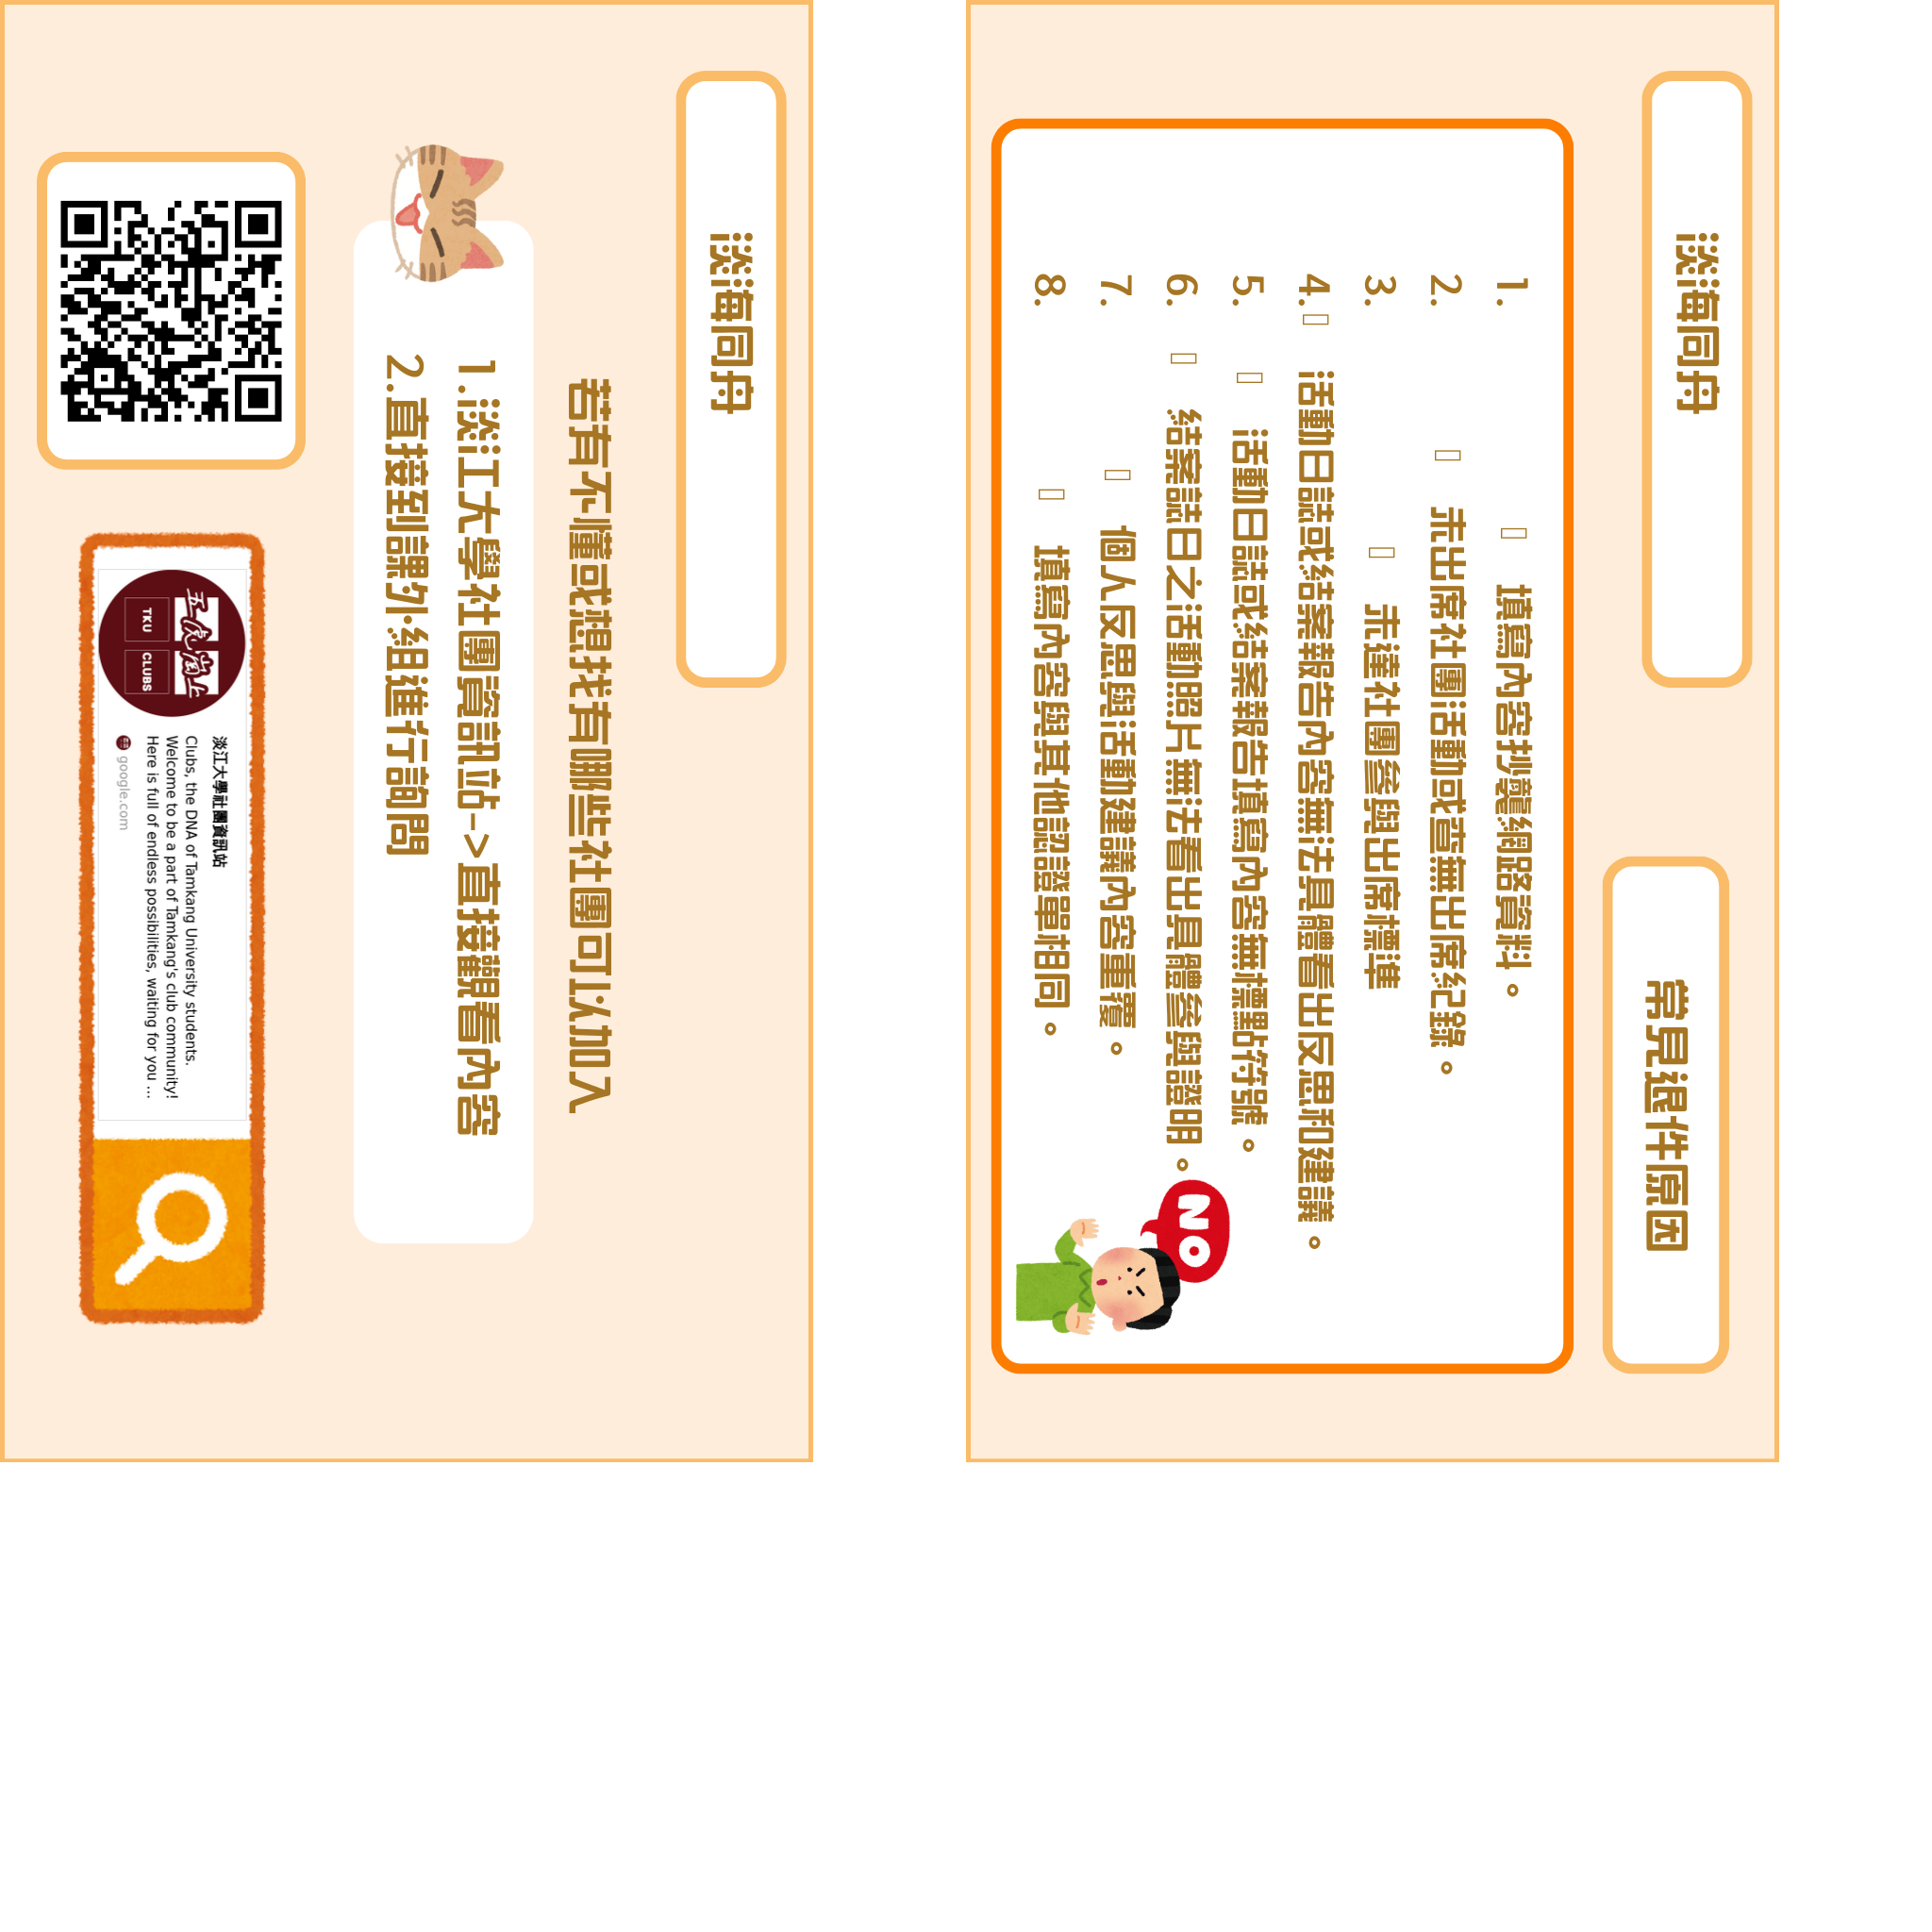 淡海同舟
常見退件原因
1. 填寫內容抄襲網路資料。
2. 未出席社團活動或查無出席紀錄。
3. 未達社團參與出席標準
4. 活動日誌或結案報告內容無法具體看出反思和建議。
5. 活動日誌或結案報告填寫內容無標點符號。
6. 結案誌日之活動照片無法看出具體參與證明。
7. 個人反思與活動建議內容重覆。
8. 填寫內容與其他認證單相同。
NO
淡海同舟
若有不懂或想找有哪些社團可以加入
1.淡江大學社團資訊站->直接觀看內容
2.直接到課外組進行詢問
五虎崗上
TKU CLUBS
淡江大學社團資訊站
Clubs, the DNA of Tamkang University students.
Welcome to be a part of Tamkang's club community!
Here is full of endless possibilities, waiting for you ...
google.com